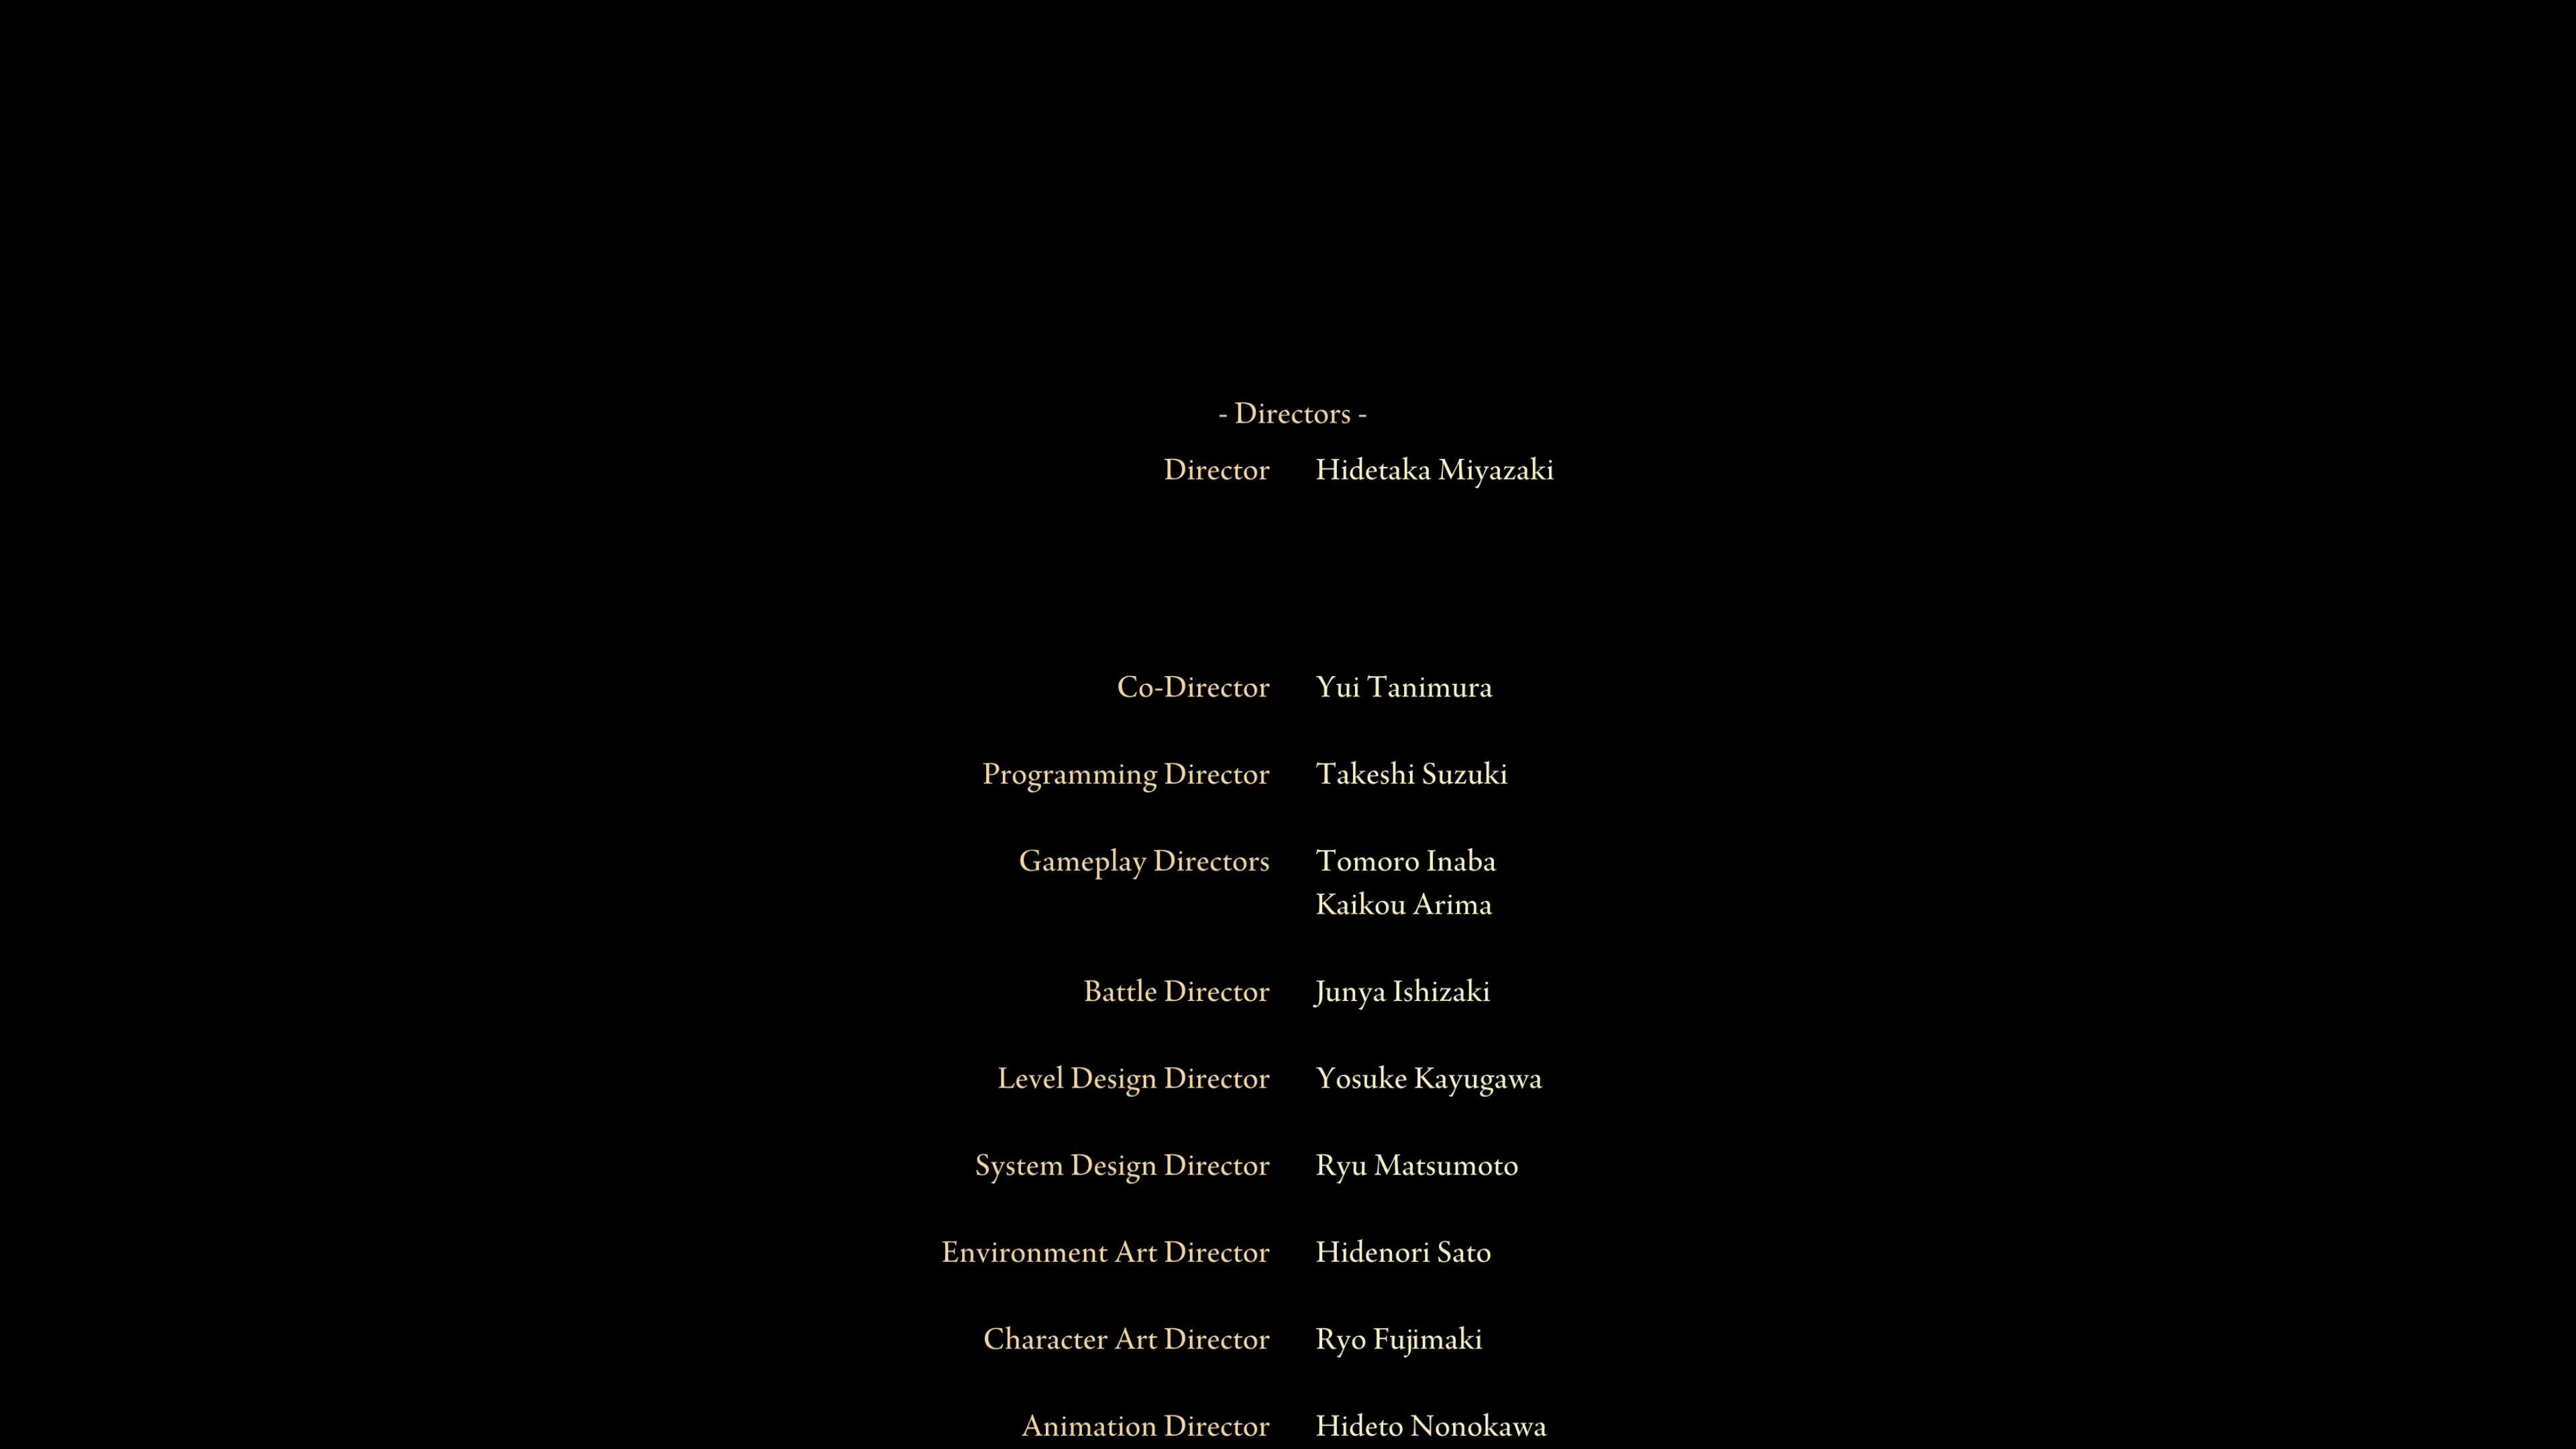 - Directors -
Director Hidetaka Miyazaki
Co-Director Yui Tanimura
Programming Director Takeshi Suzuki
Gameplay Directors Tomoro Inaba
Kaikou Arima
Battle Director Junya Ishizaki
Level Design Director Yosuke Kayugawa
System Design Director Ryu Matsumoto
Environment Art Director Hidenori Sato
Character Art Director Ryo Fujimaki
Animation Director Hideto Nonokawa